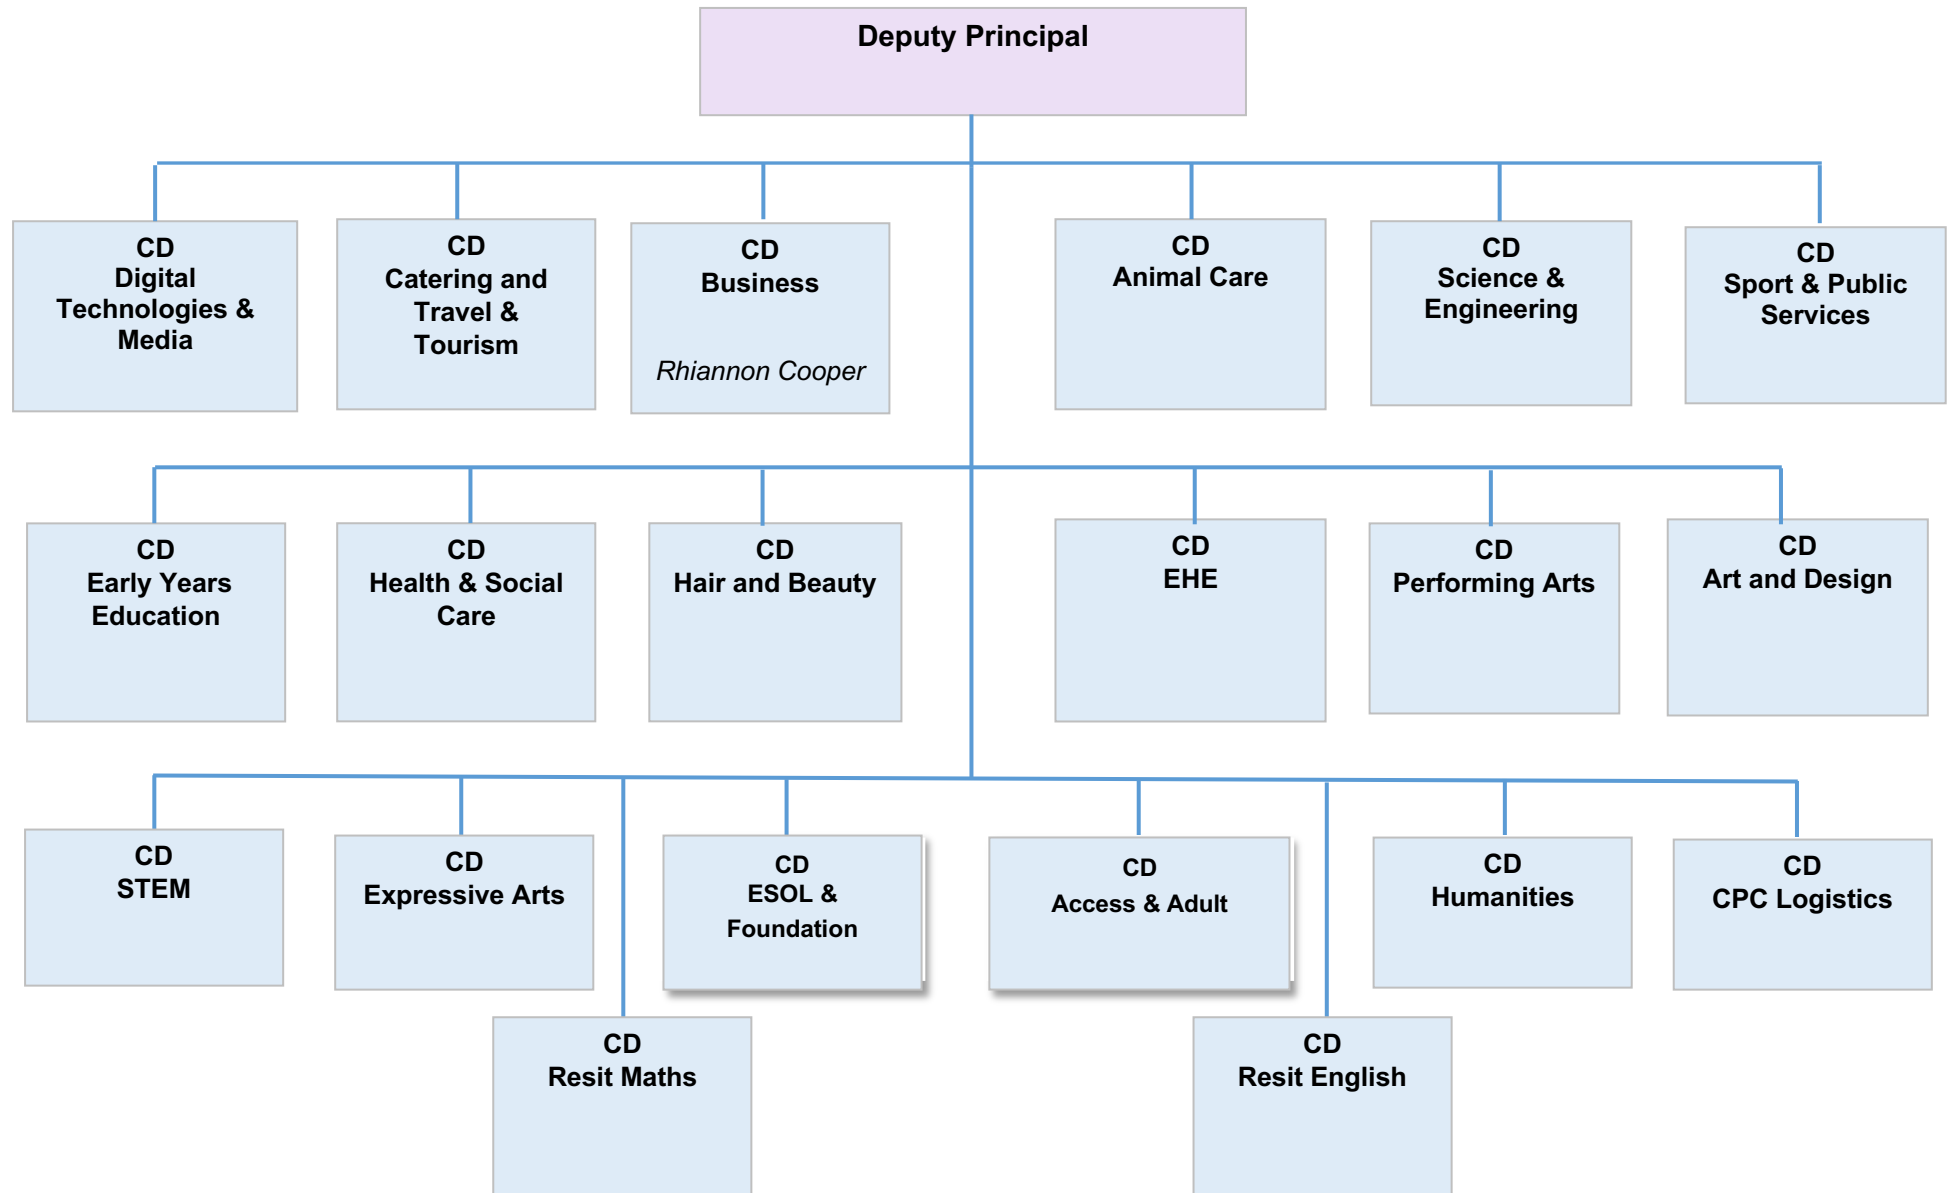 Deputy Principal
CD
Digital
Technologies &
Media
CD
Catering and
Travel &
Tourism
CD
Business
Rhiannon Cooper
CD
Animal Care
CD
Science &
Engineering
CD
Sport & Public
Services
CD
Early Years
Education
CD
Health & Social
Care
CD
Hair and Beauty
CD
EHE
CD
Performing Arts
CD
Art and Design
CD
STEM
CD
Expressive Arts
CD
ESOL &
Foundation
CD
Access & Adult
CD
Humanities
CD
CPC Logistics
CD
Resit Maths
CD
Resit English